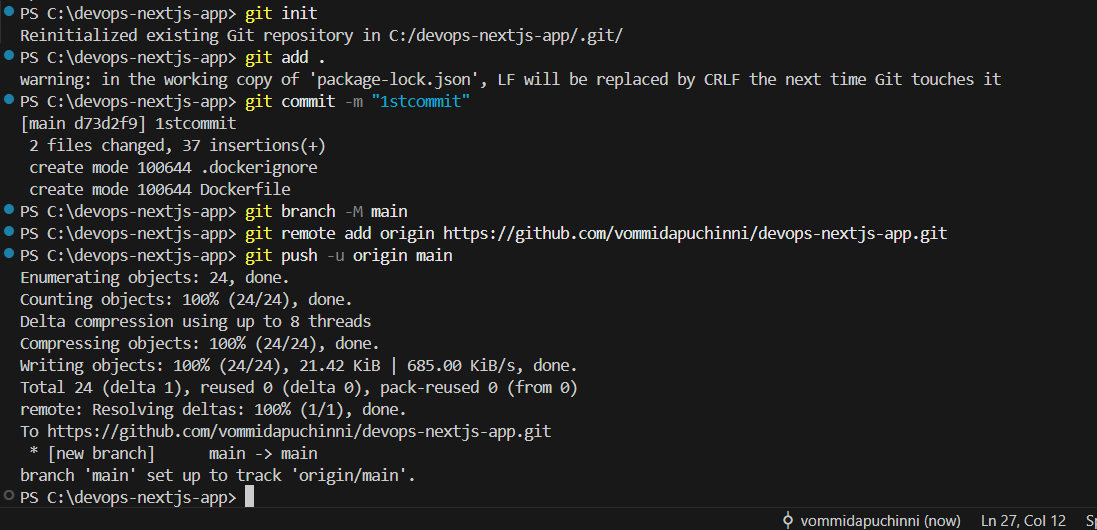 PS C:\devops-nextjs-app> git init
Reinitialized existing Git repository in C:/devops-nextjs-app/.git/
PS C:\devops-nextjs-app> git add .
warning: in the working copy of 'package-lock.json', LF will be replaced by CRLF the next time Git touches it
PS C:\devops-nextjs-app> git commit -m "1stcommit"
[main d73d2f9] 1stcommit
 2 files changed, 37 insertions(+)
 create mode 100644 .dockerignore
 create mode 100644 Dockerfile
PS C:\devops-nextjs-app> git branch -M main
PS C:\devops-nextjs-app> git remote add origin https://github.com/vommidapuchinni/devops-nextjs-app.git
PS C:\devops-nextjs-app> git push -u origin main
Enumerating objects: 24, done.
Counting objects: 100% (24/24), done.
Delta compression using up to 8 threads
Compressing objects: 100% (24/24), done.
Writing objects: 100% (24/24), 21.42 KiB | 685.00 KiB/s, done.
Total 24 (delta 1), reused 0 (delta 0), pack-reused 0 (from 0)
remote: Resolving deltas: 100% (1/1), done.
To https://github.com/vommidapuchinni/devops-nextjs-app.git
 * [new branch]      main -> main
branch 'main' set up to track 'origin/main'.
PS C:\devops-nextjs-app>
vommidapuchinni (now) Ln 27, Col 12